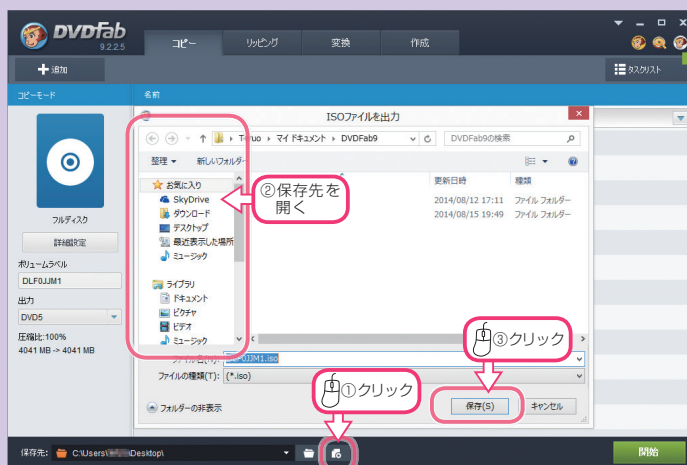 DVDFab
9.2.2.5
コピー
リッピング
変換
作成
追加
タスクリスト
コピーモード
名前
フルディスク
詳細設定
ボリュームラベル
DLF0JJM1
出力
DVD5
圧縮比:100%
4041 MB -> 4041 MB
ISOファイルを出力
Teruo ▸ マイ ドキュメント ▸ DVDFab9
DVDFab9の検索
整理
新しいフォルダー
お気に入り
SkyDrive
ダウンロード
デスクトップ
最近表示した場所
ミュージック
ライブラリ
ドキュメント
ピクチャ
ビデオ
ミュージック
②保存先を
開く
更新日時
種類
2014/08/12 17:11 ファイル フォルダー
2014/08/15 19:49 ファイル フォルダー
ファイル名(N): DLF0JJM1.iso
ファイルの種類(T): (*.iso)
③クリック
①クリック
フォルダーの非表示
保存(S)
キャンセル
保存先:
C:\Users\
Desktop\
開始